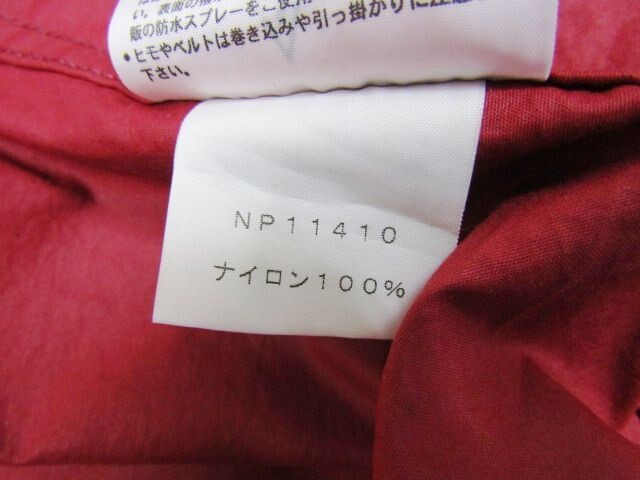 い。表面の撥水
販の防水スプレーをご使用
●ヒモやベルトは巻き込みや引っ掛かりに注意
下さい。
NP11410
ナイロン100%